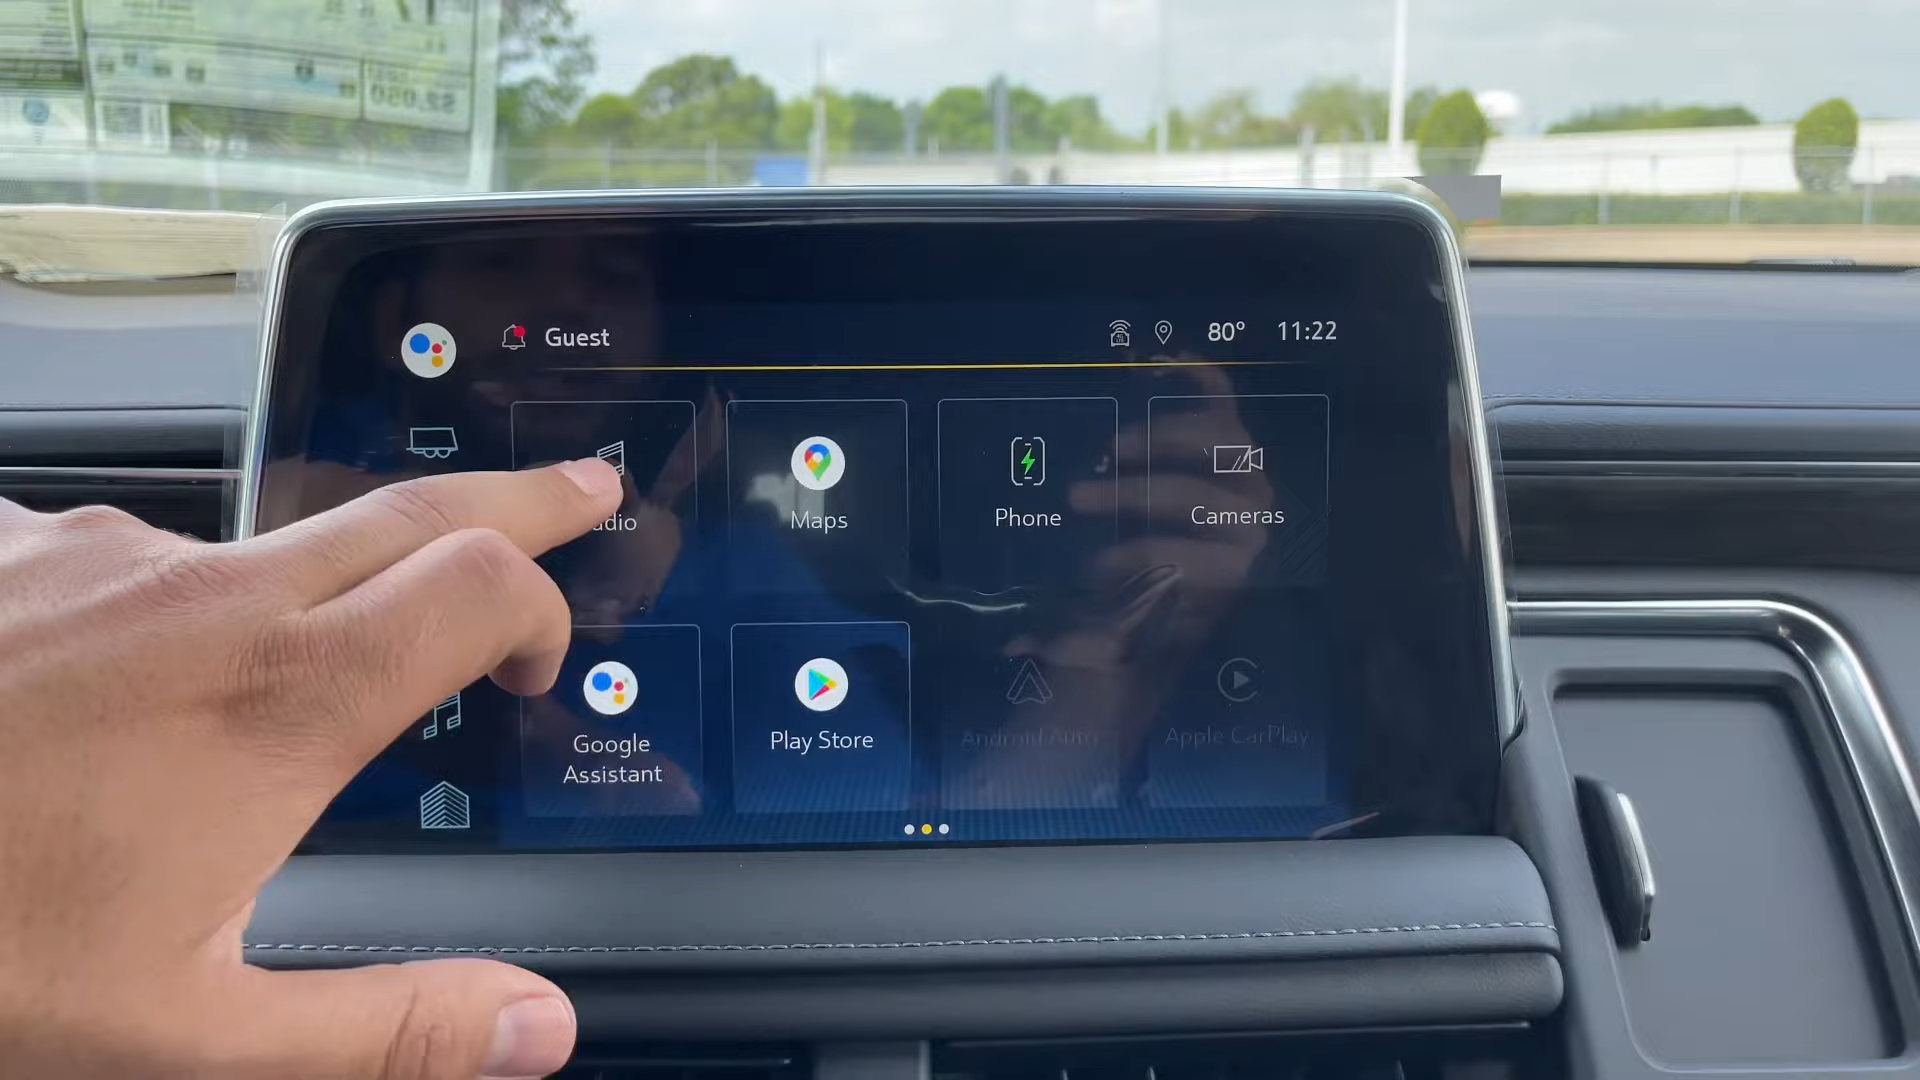 Guest
80° 11:22
Maps
Phone
Cameras
Google
Assistant
Play Store
Android Auto
Apple CarPlay